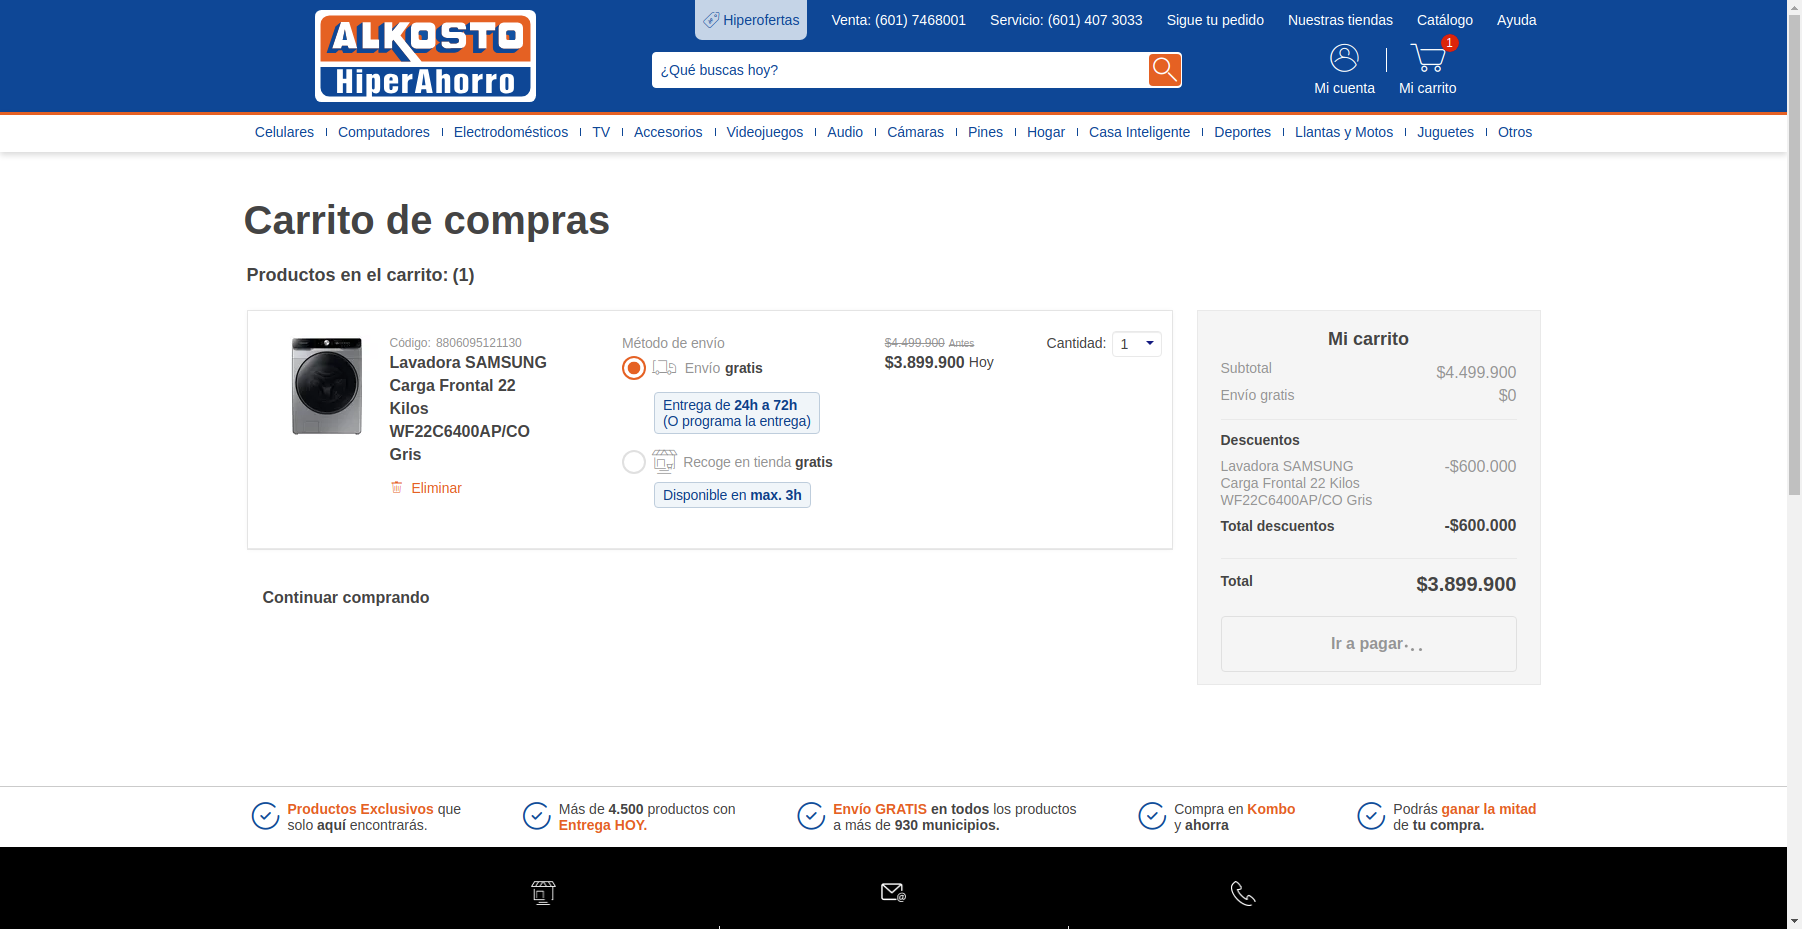 Hiperofertas
Venta: (601) 7468001
Servicio: (601) 407 3033
Sigue tu pedido
Nuestras tiendas
Catálogo
Ayuda
ALKOSTO
HiperAhorro
¿Qué buscas hoy?
Mi cuenta
1
Mi carrito
Celulares
Computadores
Electrodomésticos
TV
Accesorios
Videojuegos
Audio
Cámaras
Pines
Hogar
Casa Inteligente
Deportes
Llantas y Motos
Juguetes
Otros
Carrito de compras
Productos en el carrito: (1)
Código: 8806095121130
Lavadora SAMSUNG
Carga Frontal 22
Kilos
WF22C6400AP/CO
Gris
Eliminar
Método de envío
Envío gratis
Entrega de 24h a 72h
(O programa la entrega)
Recoge en tienda gratis
Disponible en max. 3h
$4.499.900 Antes
$3.899.900 Hoy
Cantidad: 1
Continuar comprando
Mi carrito
Subtotal $4.499.900
Envío gratis $0
Descuentos
Lavadora SAMSUNG -$600.000
Carga Frontal 22 Kilos
WF22C6400AP/CO Gris
Total descuentos -$600.000
Total $3.899.900
Ir a pagar...
Productos Exclusivos que
solo aquí encontrarás.
Más de 4.500 productos con
Entrega HOY.
Envío GRATIS en todos los productos
a más de 930 municipios.
Compra en Kombo
y ahorra
Podrás ganar la mitad
de tu compra.